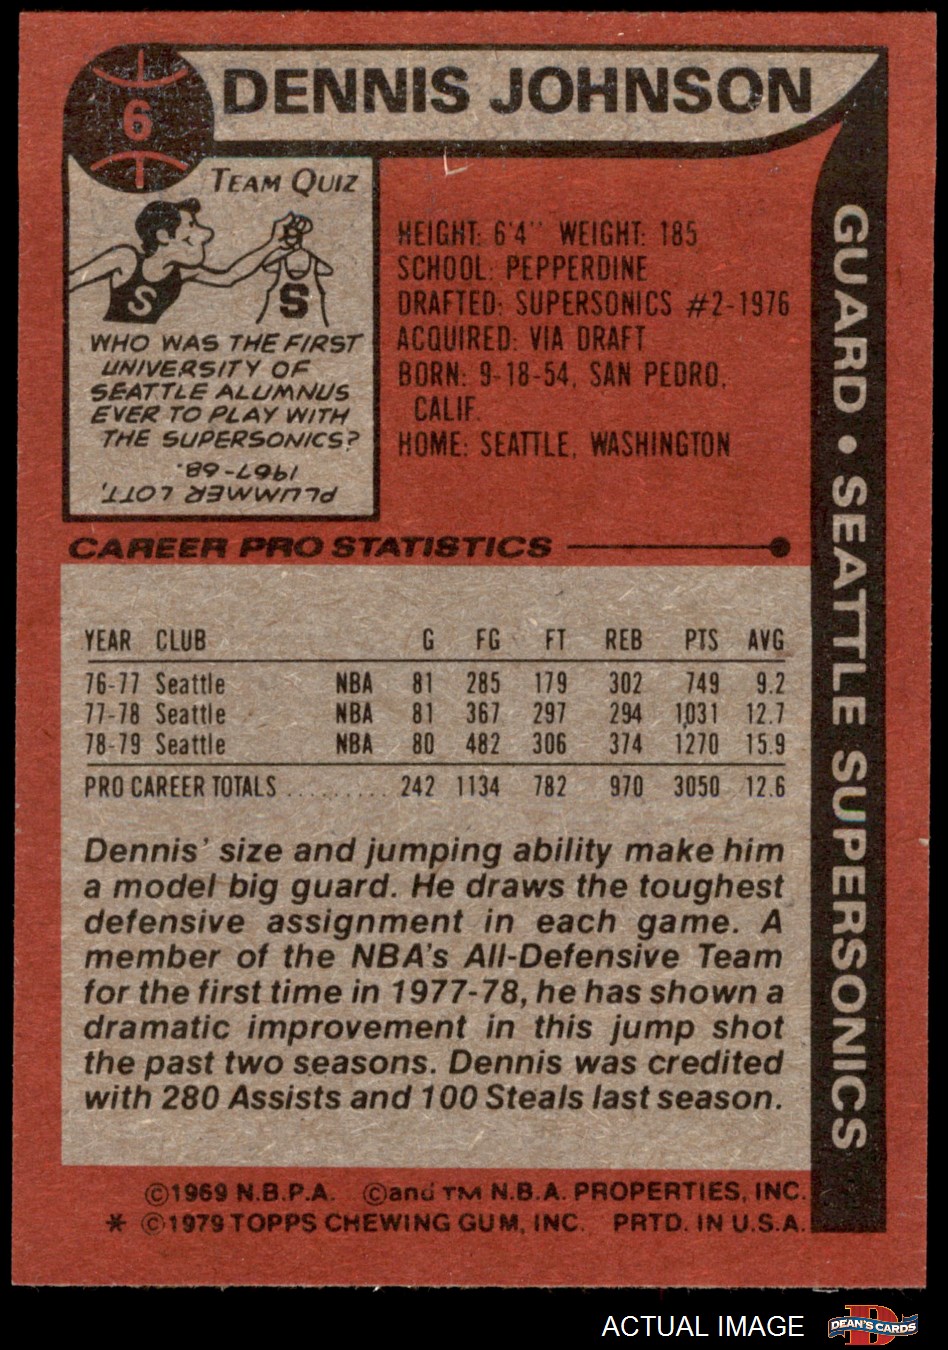 6
DENNIS JOHNSON
TEAM QUIZ
S
S
WHO WAS THE FIRST
UNIVERSITY OF
SEATTLE ALUMNUS
EVER TO PLAY WITH
THE SUPERSONICS?
PLUMMER LOTT,
1967-68.
HEIGHT: 6'4" WEIGHT: 185
SCHOOL: PEPPERDINE
DRAFTED: SUPERSONICS #2-1976
ACQUIRED: VIA DRAFT
BORN: 9-18-54, SAN PEDRO,
CALIF.
HOME: SEATTLE, WASHINGTON
GUARD • SEATTLE SUPERSONICS
CAREER PRO STATISTICS
YEAR CLUB G FG FT REB PTS AVG
76-77 Seattle NBA 81 285 179 302 749 9.2
77-78 Seattle NBA 81 367 297 294 1031 12.7
78-79 Seattle NBA 80 482 306 374 1270 15.9
PRO CAREER TOTALS .......... 242 1134 782 970 3050 12.6
Dennis' size and jumping ability make him
a model big guard. He draws the toughest
defensive assignment in each game. A
member of the NBA's All-Defensive Team
for the first time in 1977-78, he has shown a
dramatic improvement in this jump shot
the past two seasons. Dennis was credited
with 280 Assists and 100 Steals last season.
©1969 N.B.P.A. ©and TM N.B.A. PROPERTIES, INC.
* ©1979 TOPPS CHEWING GUM, INC. PRTD. IN U.S.A.
ACTUAL IMAGE
D
DEAN'S CARDS